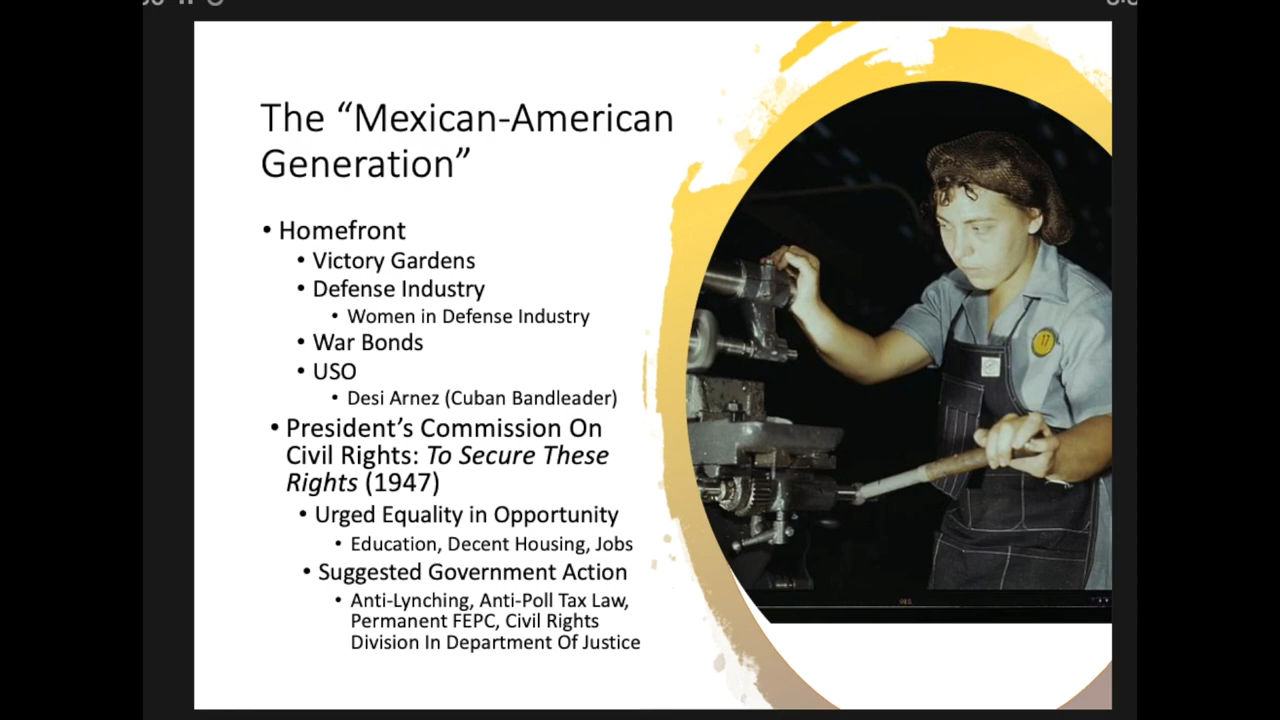 The “Mexican-American
Generation”
• Homefront
• Victory Gardens
• Defense Industry
• Women in Defense Industry
• War Bonds
• USO
• Desi Arnez (Cuban Bandleader)
• President’s Commission On
Civil Rights: To Secure These
Rights (1947)
• Urged Equality in Opportunity
• Education, Decent Housing, Jobs
• Suggested Government Action
• Anti-Lynching, Anti-Poll Tax Law,
Permanent FEPC, Civil Rights
Division In Department Of Justice
17